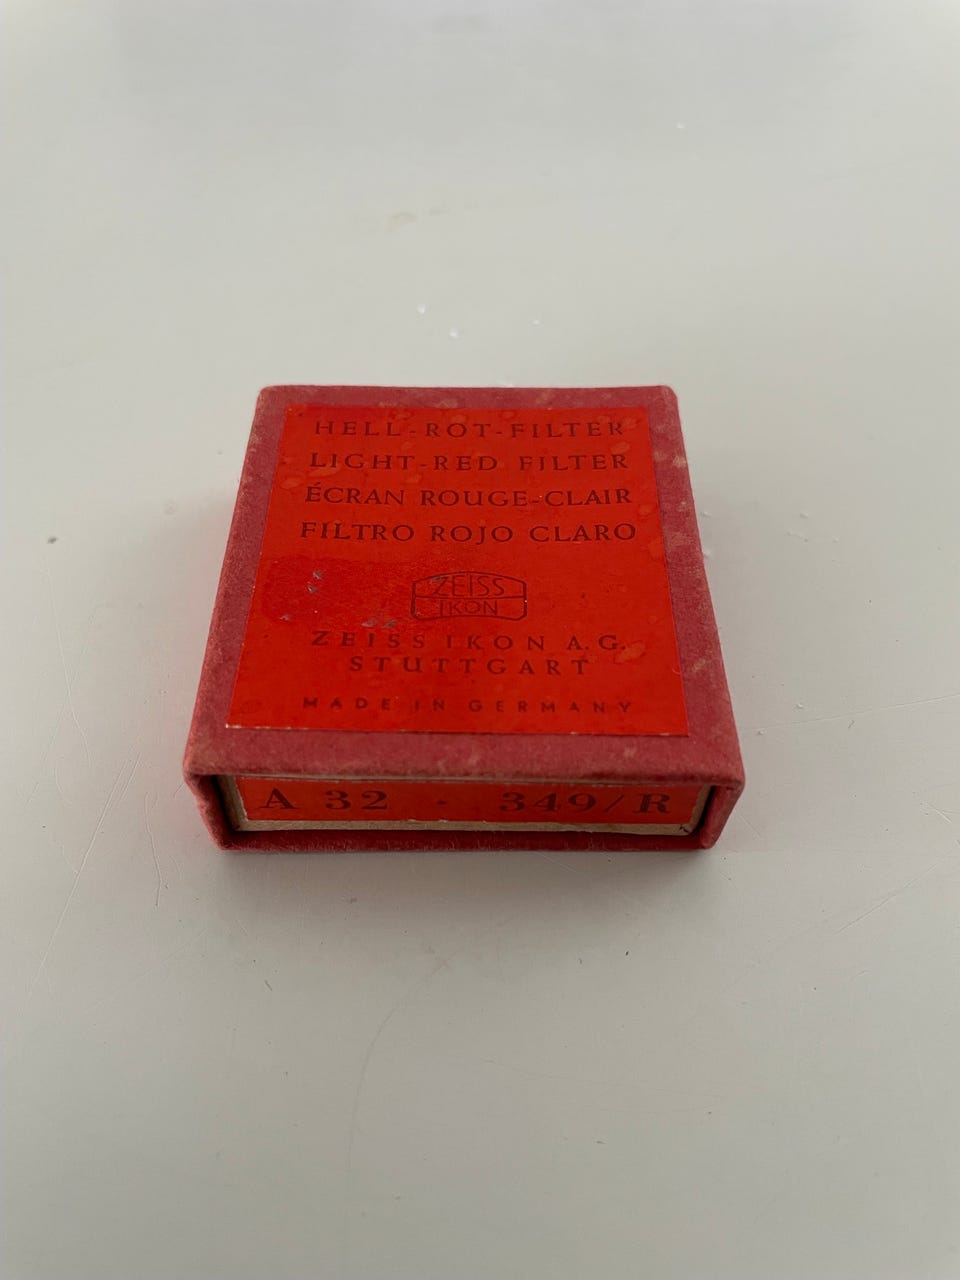 HELL-ROT-FILTER
LIGHT-RED FILTER
ÉCRAN ROUGE-CLAIR
FILTRO ROJO CLARO
ZEISS
IKON
ZEISS IKON A.G.
STUTTGART
MADE IN GERMANY
A 32 · 349/R